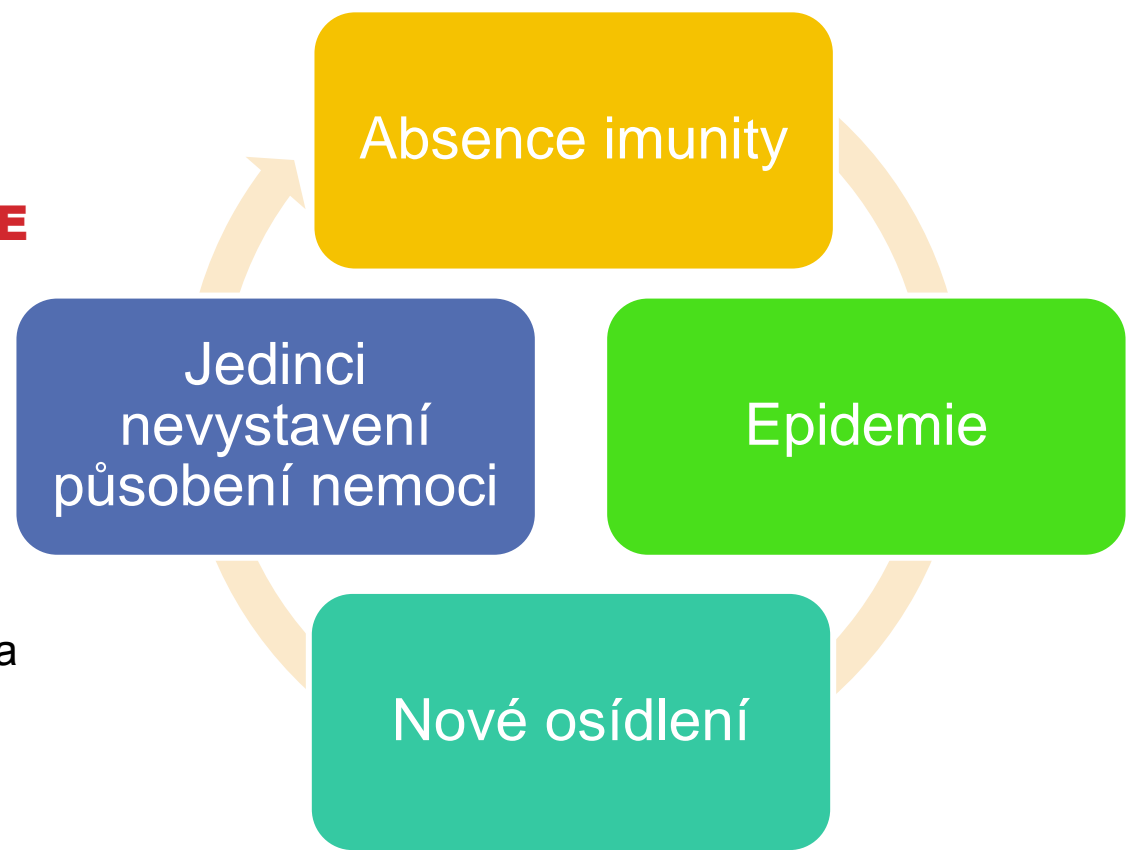 Absence imunity
E
Jedinci
nevystavení
působení nemoci
Epidemie
a
Nové osídlení